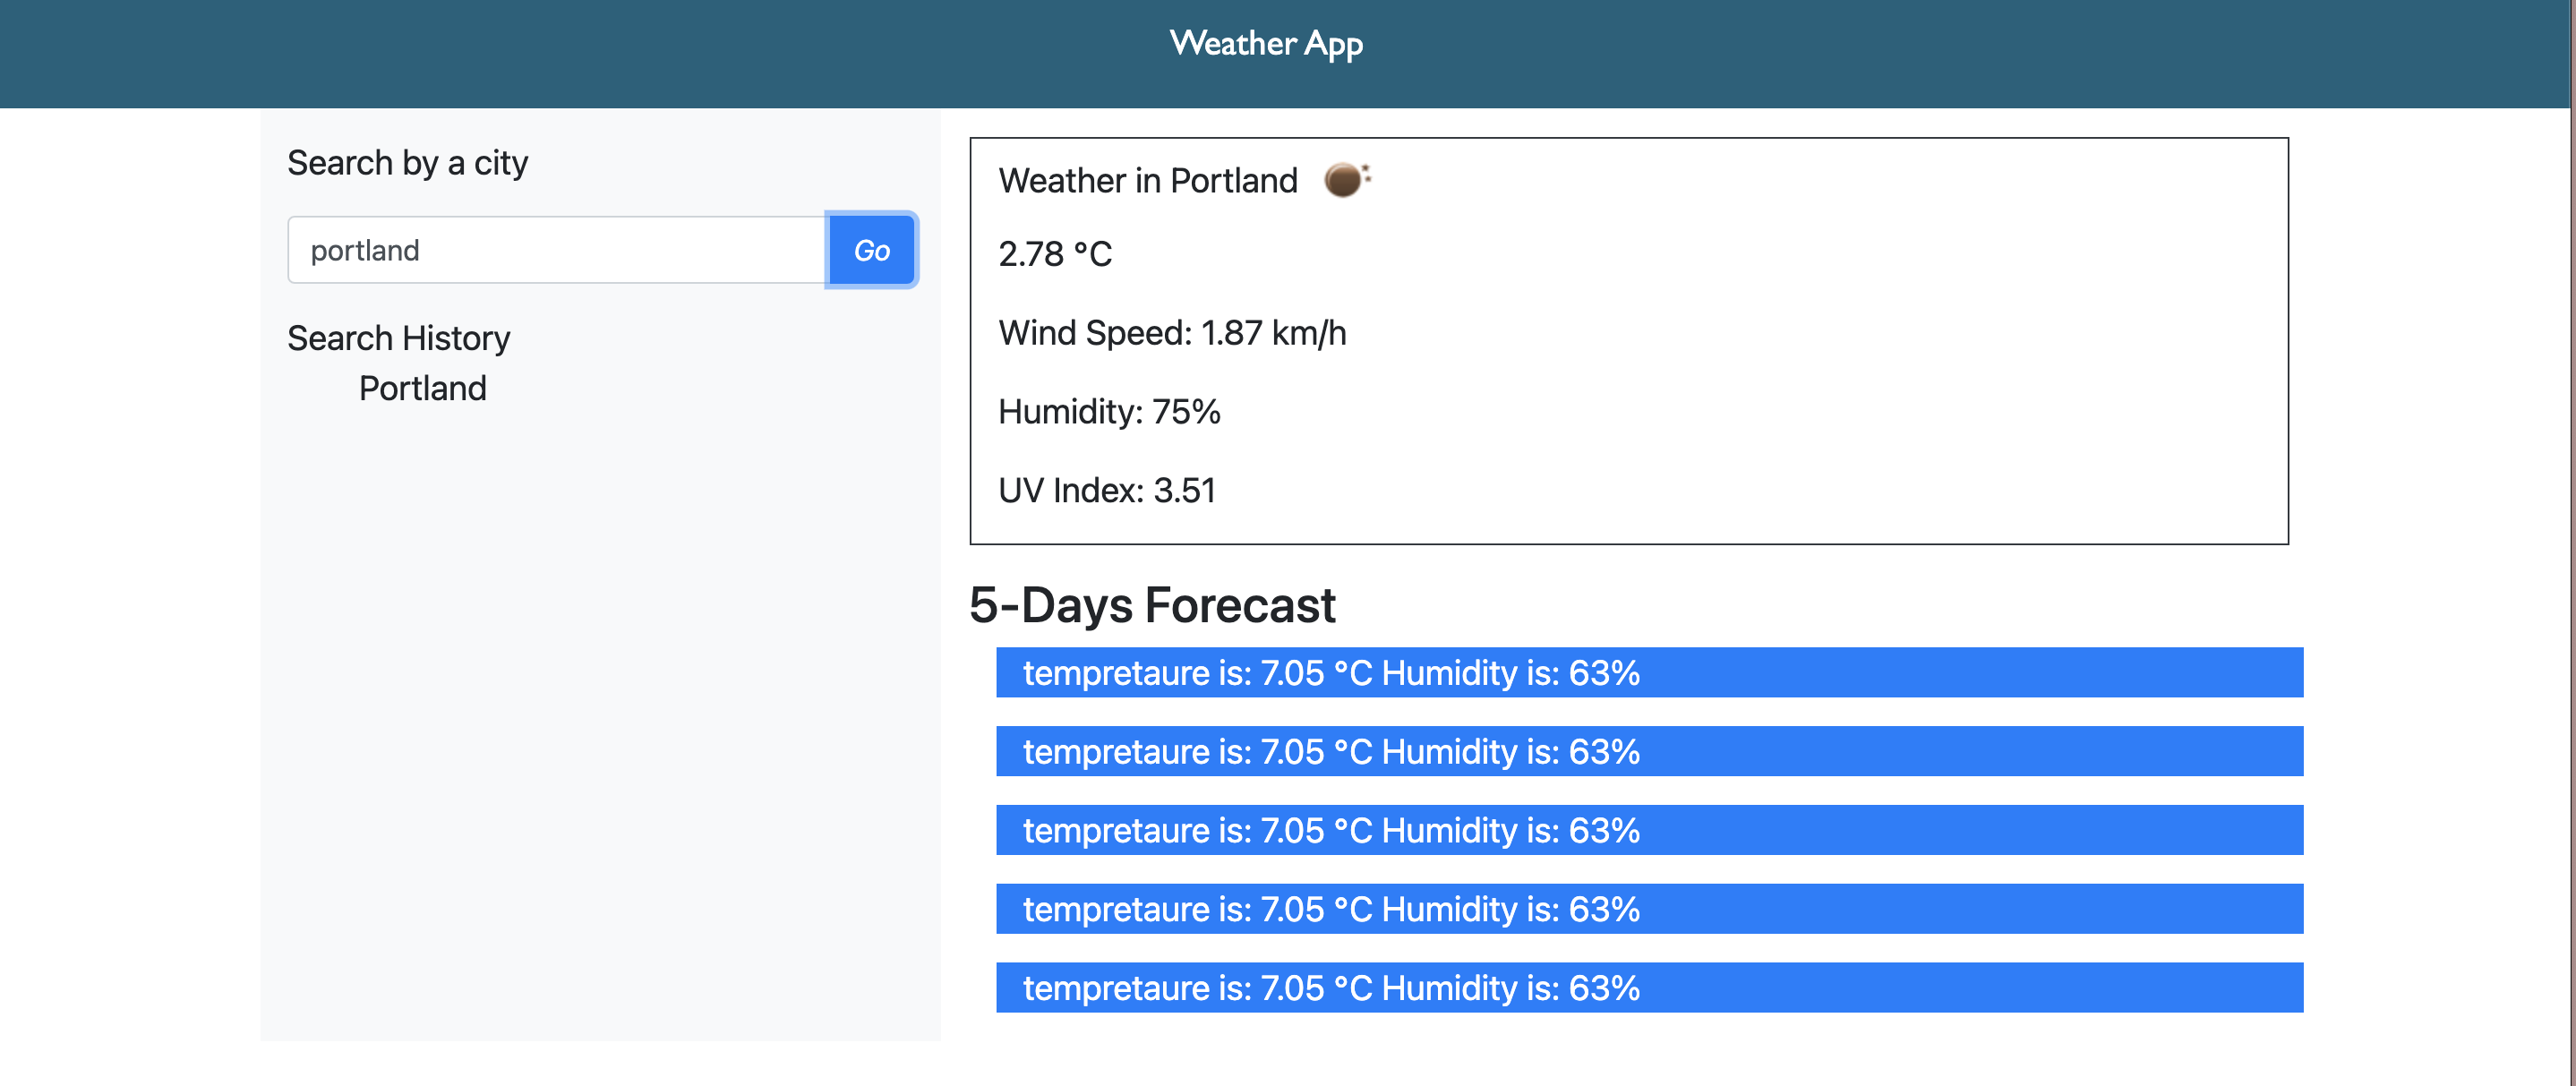 Weather App
Search by a city
portland
Go
Search History
Portland
Weather in Portland
2.78 °C
Wind Speed: 1.87 km/h
Humidity: 75%
UV Index: 3.51
5-Days Forecast
tempretaure is: 7.05 °C Humidity is: 63%
tempretaure is: 7.05 °C Humidity is: 63%
tempretaure is: 7.05 °C Humidity is: 63%
tempretaure is: 7.05 °C Humidity is: 63%
tempretaure is: 7.05 °C Humidity is: 63%